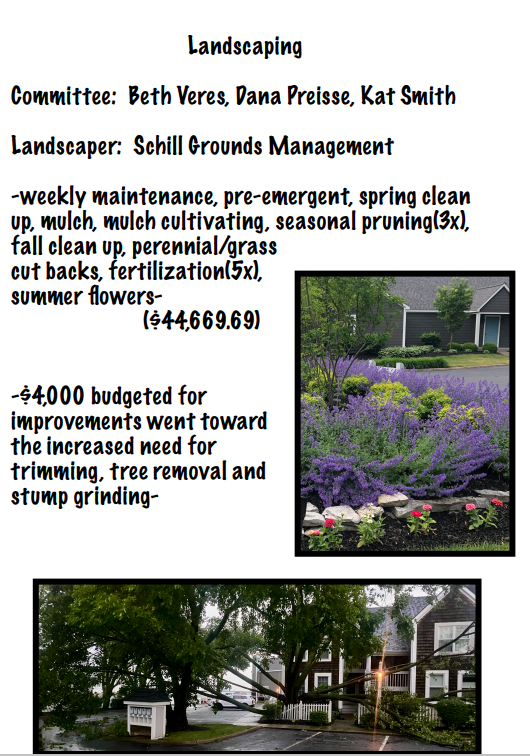 Landscaping
Committee: Beth Veres, Dana Preisse, Kat Smith
Landscaper: Schill Grounds Management
-weekly maintenance, pre-emergent, spring clean
up, mulch, mulch cultivating, seasonal pruning(3x),
fall clean up, perennial/grass
cut backs, fertilization(5x),
summer flowers-
($44,669.69)
-$4,000 budgeted for
improvements went toward
the increased need for
trimming, tree removal and
stump grinding-